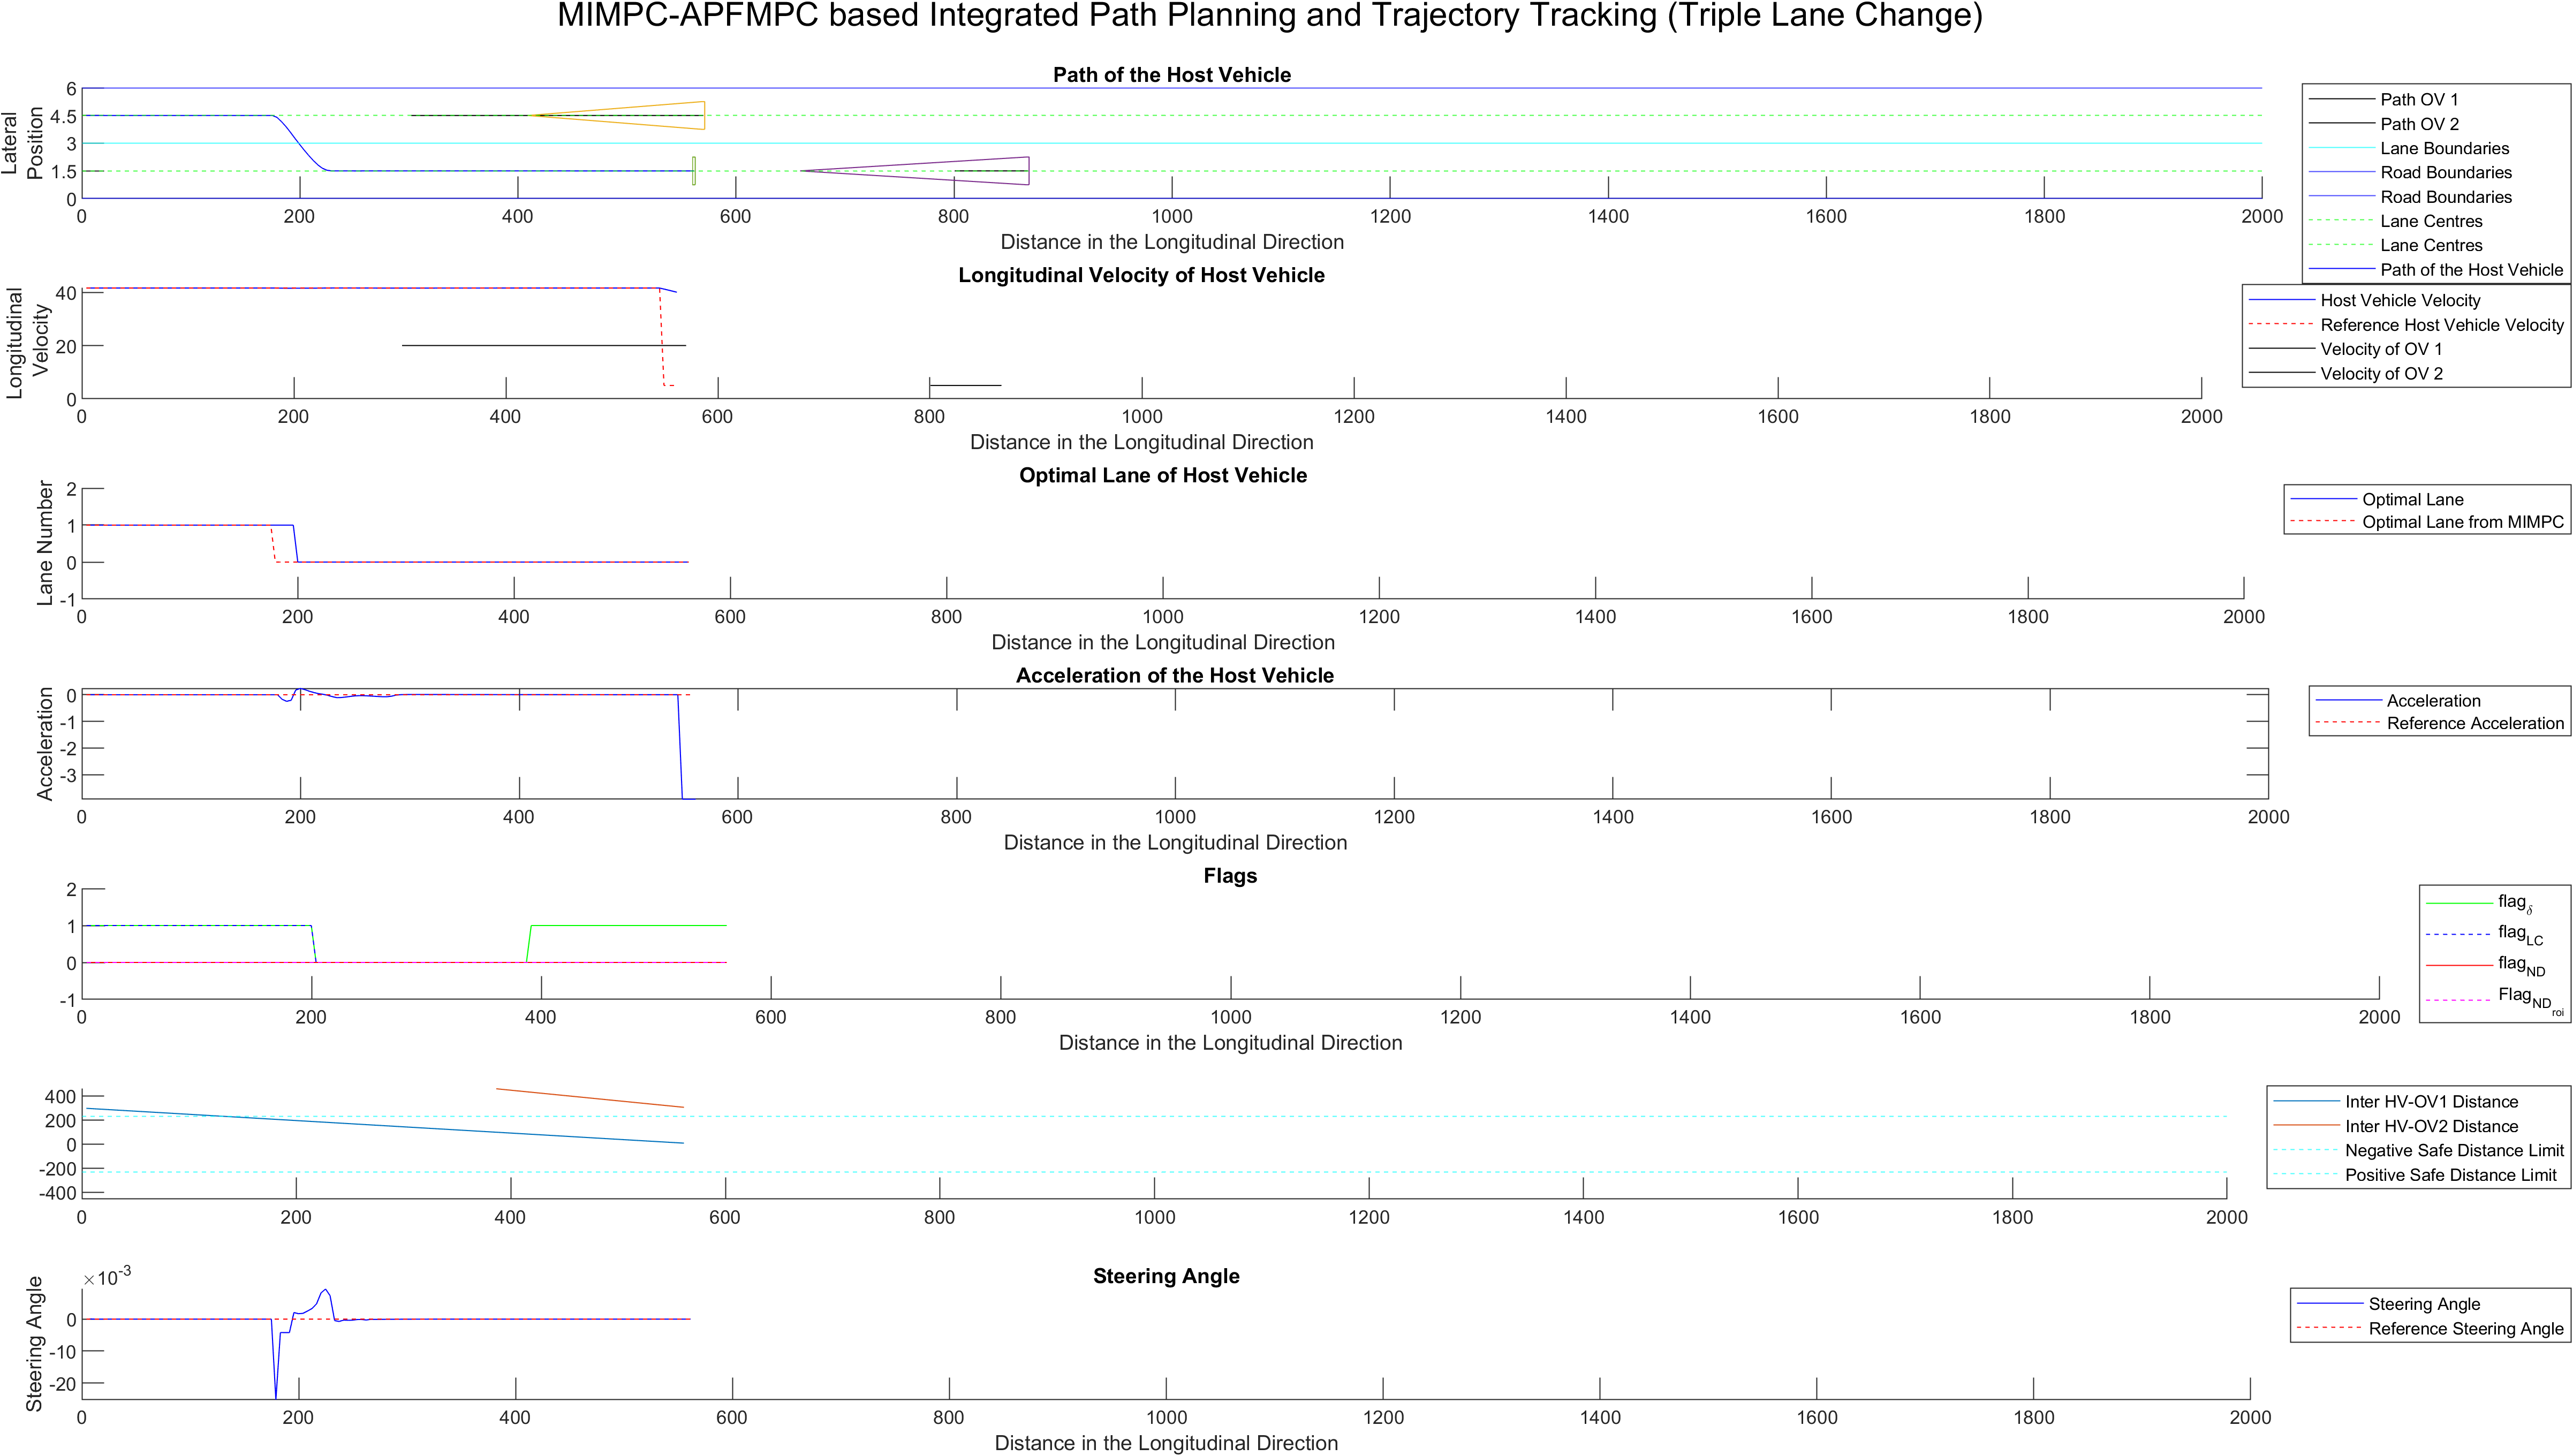 MIMPC-APFMPC based Integrated Path Planning and Trajectory Tracking (Triple Lane Change)
Path of the Host Vehicle
Lateral
Position
6
4.5
3
1.5
0
0 200 400 600 800 1000 1200 1400 1600 1800 2000
Distance in the Longitudinal Direction
Path OV 1
Path OV 2
Lane Boundaries
Road Boundaries
Road Boundaries
Lane Centres
Lane Centres
Path of the Host Vehicle
Longitudinal Velocity of Host Vehicle
Longitudinal
Velocity
40
20
0
0 200 400 600 800 1000 1200 1400 1600 1800 2000
Distance in the Longitudinal Direction
Host Vehicle Velocity
Reference Host Vehicle Velocity
Velocity of OV 1
Velocity of OV 2
Optimal Lane of Host Vehicle
Lane Number
2
1
0
-1
0 200 400 600 800 1000 1200 1400 1600 1800 2000
Distance in the Longitudinal Direction
Optimal Lane
Optimal Lane from MIMPC
Acceleration of the Host Vehicle
Acceleration
0
-1
-2
-3
0 200 400 600 800 1000 1200 1400 1600 1800 2000
Distance in the Longitudinal Direction
Acceleration
Reference Acceleration
Flags
2
1
0
-1
0 200 400 600 800 1000 1200 1400 1600 1800 2000
Distance in the Longitudinal Direction
flag δ
flag LC
flag ND
Flag ND roi
400
200
0
-200
-400
0 200 400 600 800 1000 1200 1400 1600 1800 2000
Inter HV-OV1 Distance
Inter HV-OV2 Distance
Negative Safe Distance Limit
Positive Safe Distance Limit
Steering Angle
Steering Angle
×10-3
0
-10
-20
0 200 400 600 800 1000 1200 1400 1600 1800 2000
Distance in the Longitudinal Direction
Steering Angle
Reference Steering Angle